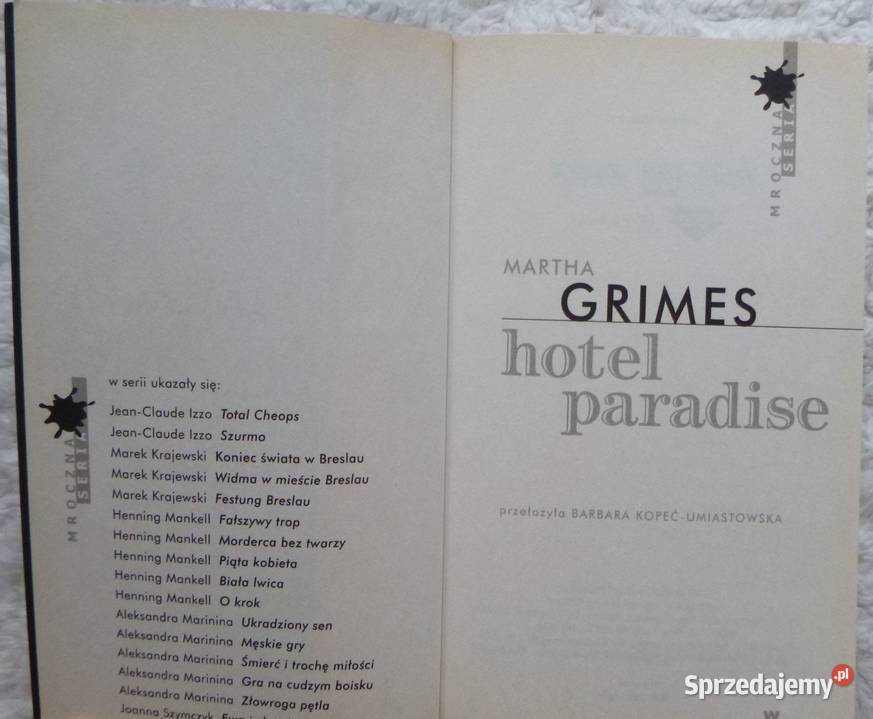 w serii ukazały się:
Jean-Claude Izzo Total Cheops
Jean-Claude Izzo Szurmo
Marek Krajewski Koniec świata w Breslau
Marek Krajewski Widma w mieście Breslau
Marek Krajewski Festung Breslau
Henning Mankell Fałszywy trop
Henning Mankell Morderca bez twarzy
Henning Mankell Piąta kobieta
Henning Mankell Biała lwica
Henning Mankell O krok
Aleksandra Marinina Ukradziony sen
Aleksandra Marinina Męskie gry
Aleksandra Marinina Śmierć i trochę miłości
Aleksandra Marinina Gra na cudzym boisku
Aleksandra Marinina Złowroga pętla
Joanna Szymczyk
MROCZNA
SERIA
MROCZNA
SERIA
MARTHA
GRIMES
hotel
paradise
przełożyła BARBARA KOPEĆ-UMIASTOWSKA
W
Sprzedajemy.pl